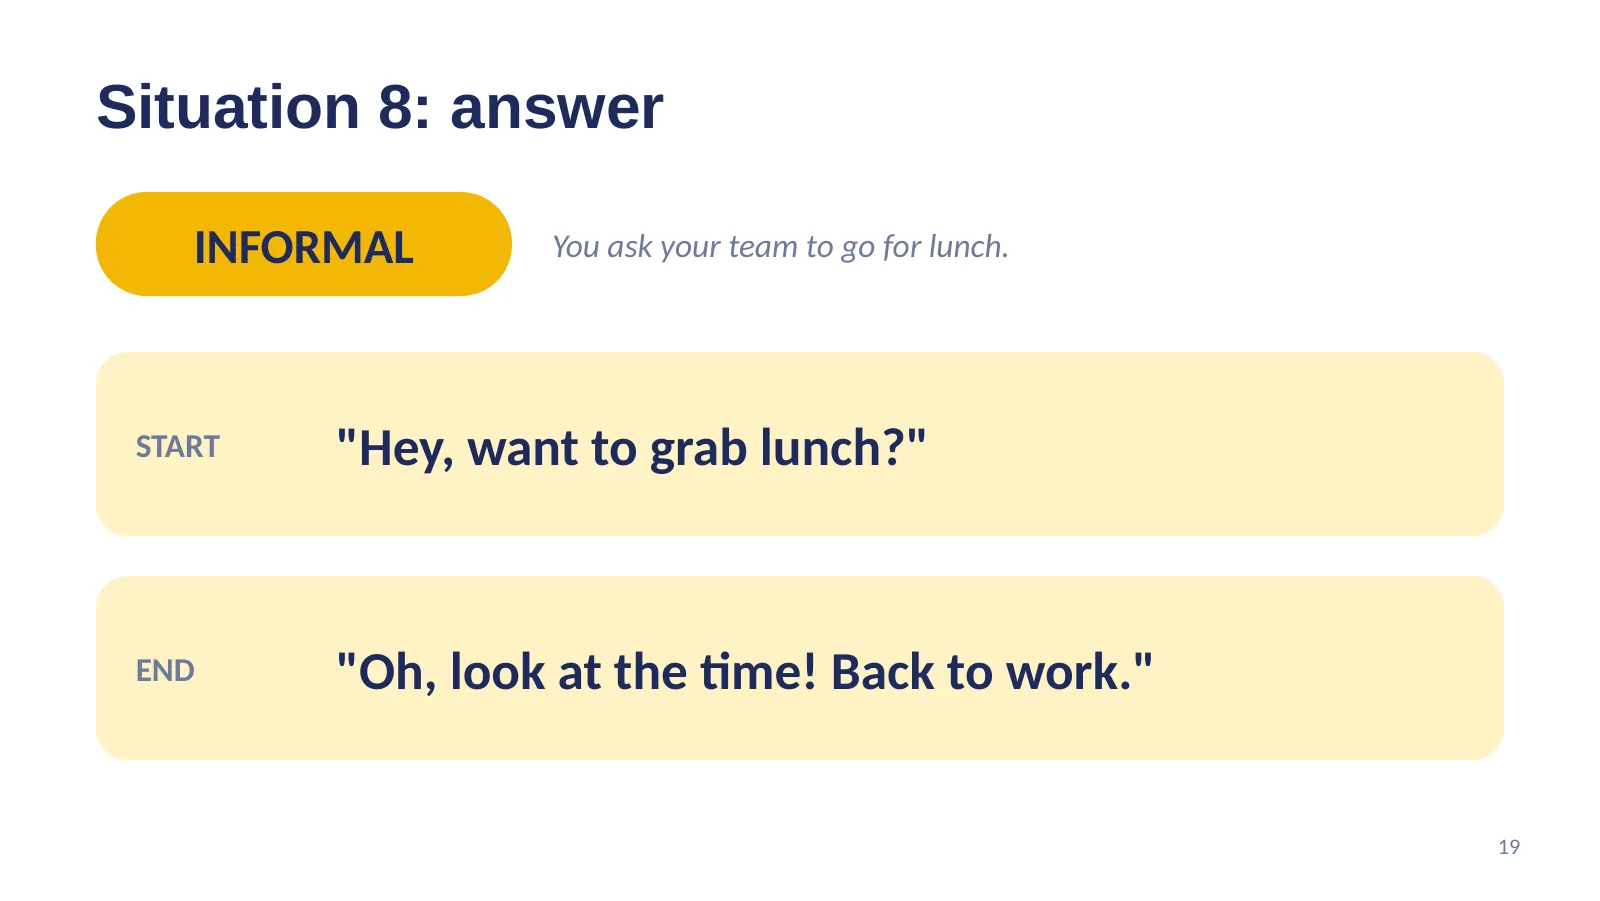 Situation 8: answer
INFORMAL
You ask your team to go for lunch.
START
"Hey, want to grab lunch?"
END
"Oh, look at the time! Back to work."
19